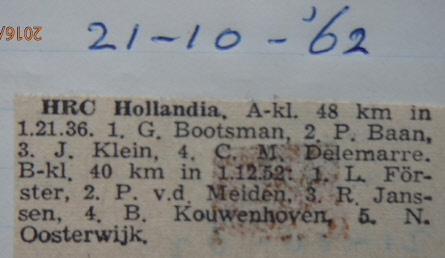 2016/
21-10-'62
HRC Hollandia. A-kl. 48 km in
1.21.36. 1. G. Bootsman, 2. P. Baan,
3. J. Klein, 4. C. M. Delemarre.
B-kl. 40 km in 1.12.52: 1. L. För-
ster, 2. P. v.d. Meiden, 3. R. Jans-
sen, 4. B. Kouwenhoven, 5. N.
Oosterwijk.